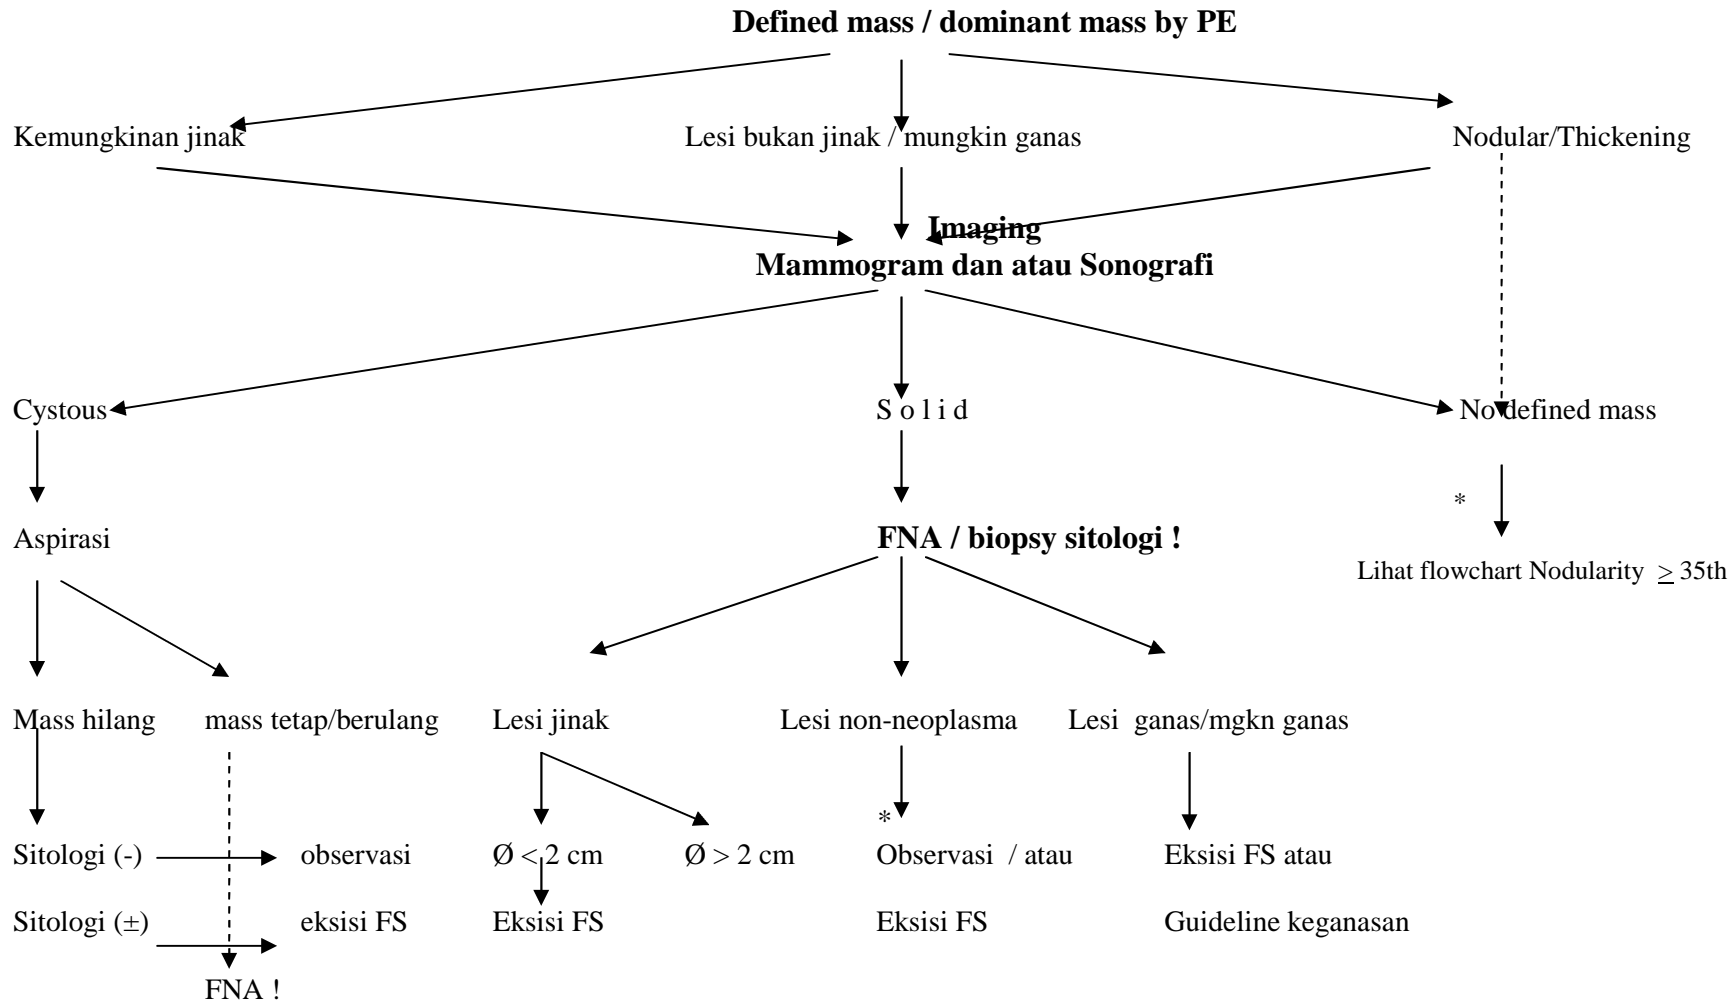 Defined mass / dominant mass by PE
Kemungkinan jinak Lesi bukan jinak / mungkin ganas Nodular/Thickening
Imaging
Mammogram dan atau Sonografi
Cystous S o l i d No defined mass
*
Aspirasi FNA / biopsy sitologi !
Lihat flowchart Nodularity ≥ 35th
Mass hilang mass tetap/berulang Lesi jinak Lesi non-neoplasma Lesi ganas/mgkn ganas
*
Sitologi (-) observasi Ø < 2 cm Ø > 2 cm Observasi / atau Eksisi FS atau
Sitologi (±) eksisi FS Eksisi FS Eksisi FS Guideline keganasan
FNA !